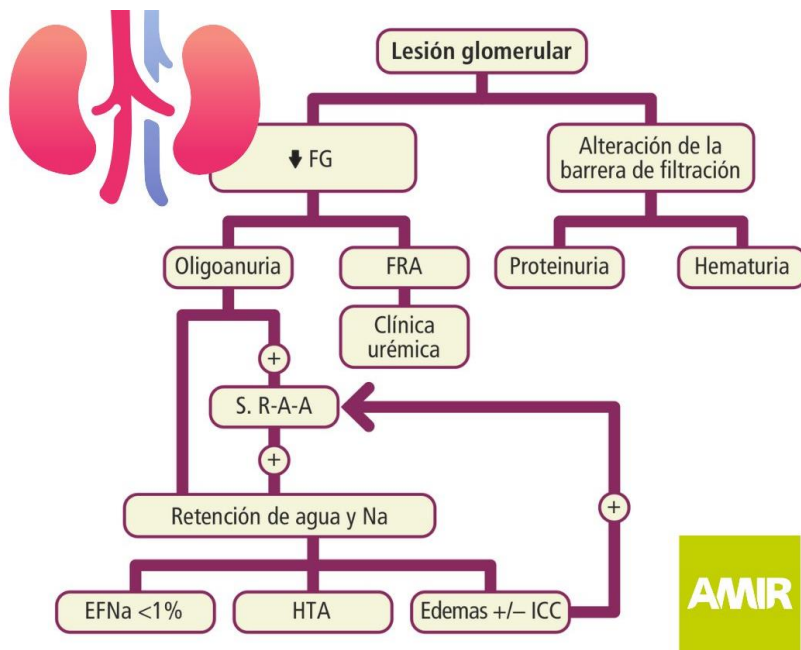 Lesión glomerular
↓ FG
Alteración de la
barrera de filtración
Oligoanuria
FRA
Proteinuria
Hematuria
Clínica
urémica
+
S. R-A-A
+
+
Retención de agua y Na
EFNa <1%
HTA
Edemas +/– ICC
AMIR